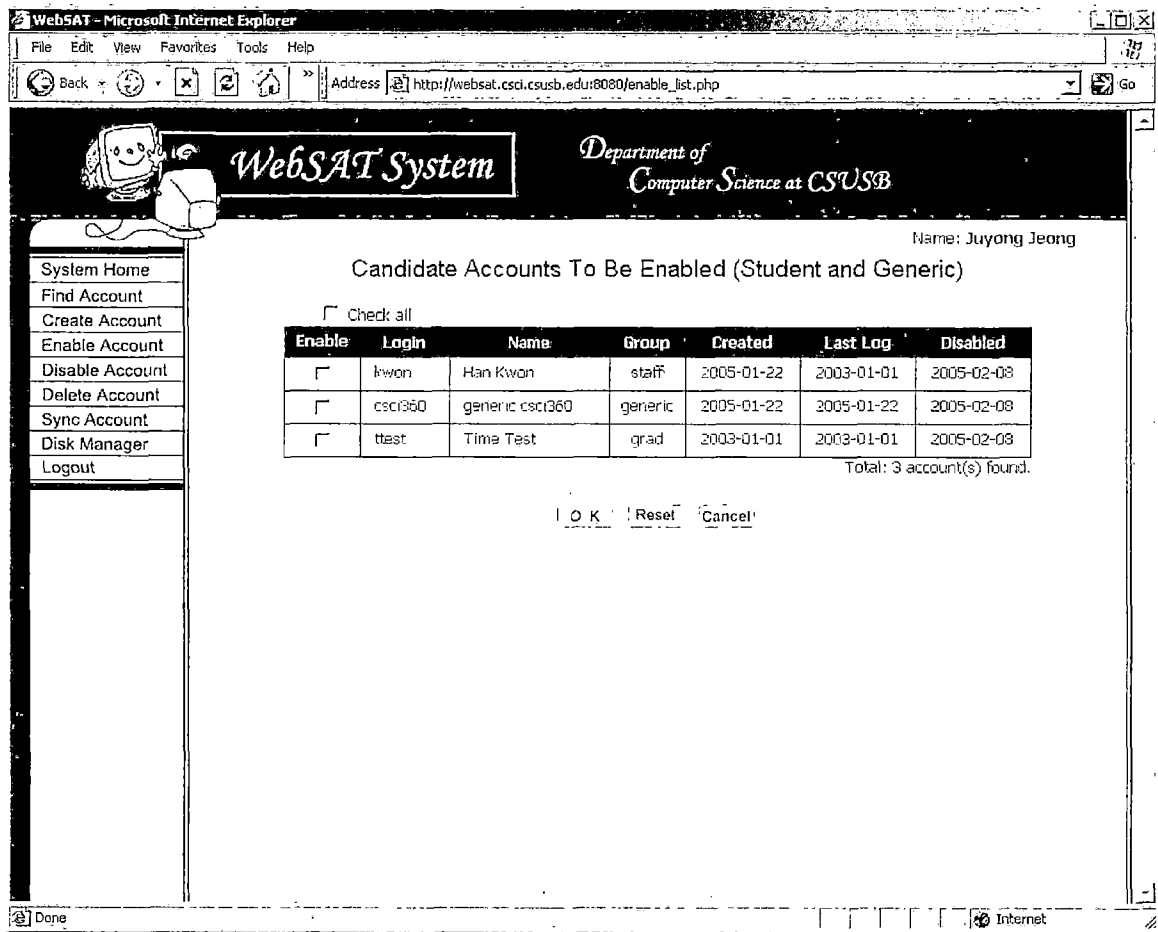 WebSAT - Microsoft Internet Explorer
File Edit View Favorites Tools Help
Back » Address http://websat.csci.csusb.edu:8080/enable_list.php Go
WebSAT System
Department of
Computer Science at CSUSB
Name: Juyong Jeong
System Home
Find Account
Create Account
Enable Account
Disable Account
Delete Account
Sync Account
Disk Manager
Logout
Candidate Accounts To Be Enabled (Student and Generic)
Check all
Enable Login Name Group Created Last Log Disabled
kwon Han Kwon staff 2005-01-22 2003-01-01 2005-02-08
csci360 generic csci360 generic 2005-01-22 2005-01-22 2005-02-08
ttest Time Test grad 2003-01-01 2003-01-01 2005-02-08
Total: 3 account(s) found.
O K Reset Cancel
Done Internet